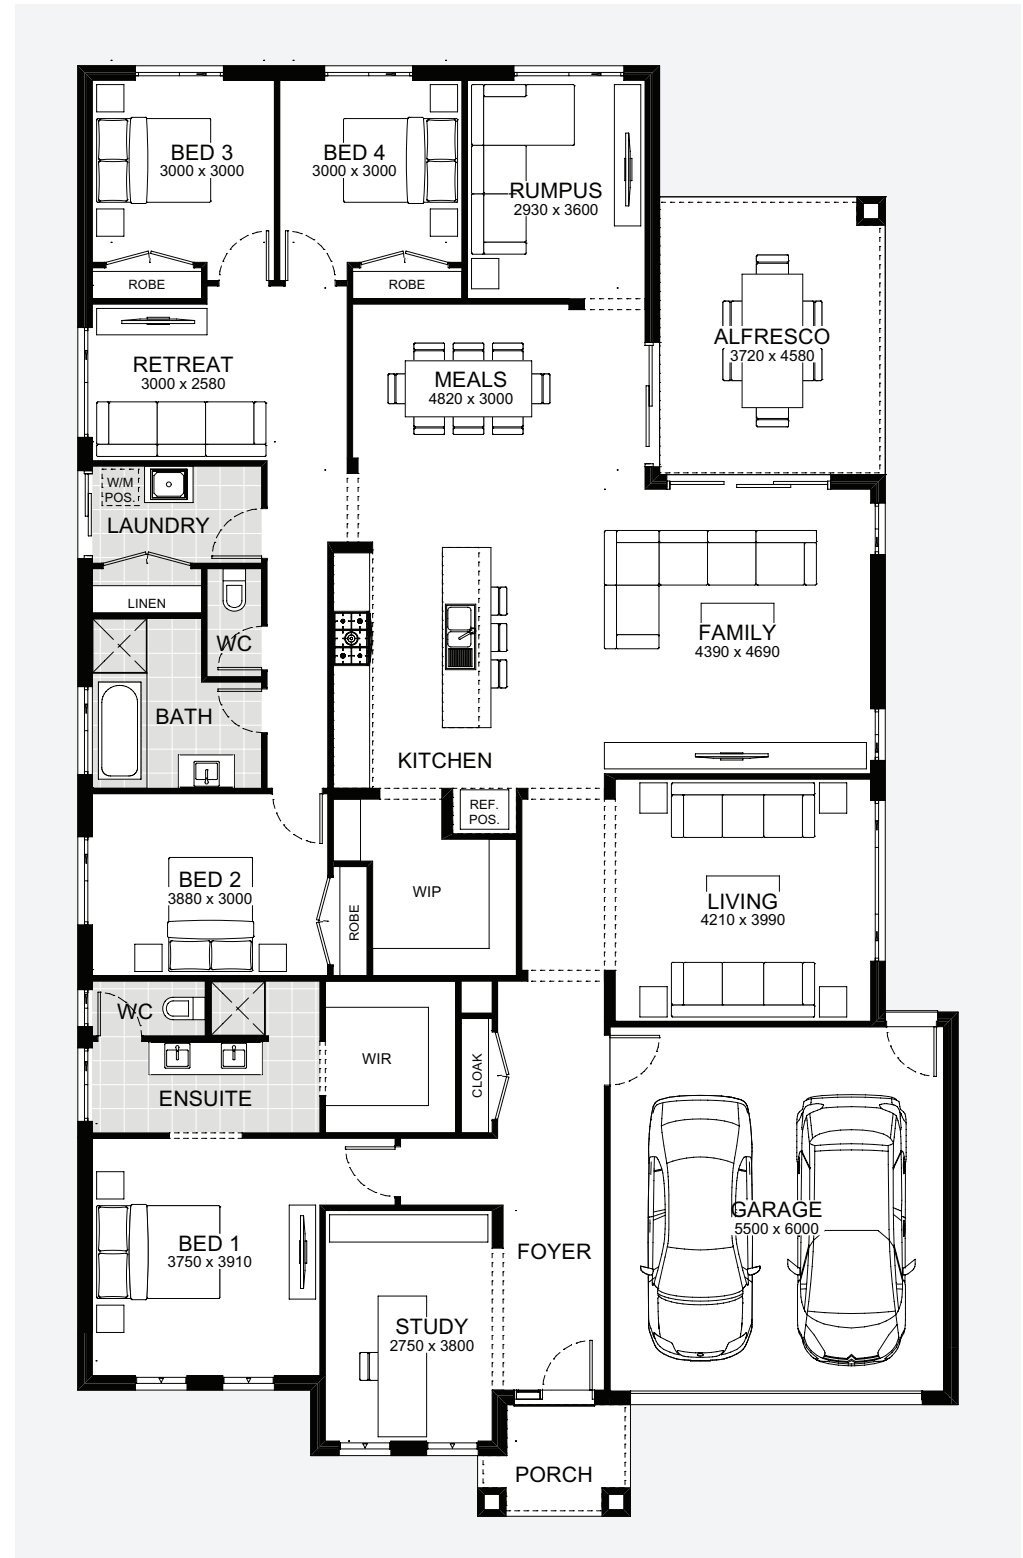 BED 3
3000 x 3000
BED 4
3000 x 3000
RUMPUS
2930 x 3600
ROBE
ROBE
ALFRESCO
3720 x 4580
RETREAT
3000 x 2580
MEALS
4820 x 3000
W/M
POS.
LAUNDRY
LINEN
WC
FAMILY
4390 x 4690
BATH
KITCHEN
REF.
POS.
BED 2
3880 x 3000
ROBE
WIP
LIVING
4210 x 3990
WC
WIR
CLOAK
ENSUITE
GARAGE
5500 x 6000
BED 1
3750 x 3910
FOYER
STUDY
2750 x 3800
PORCH